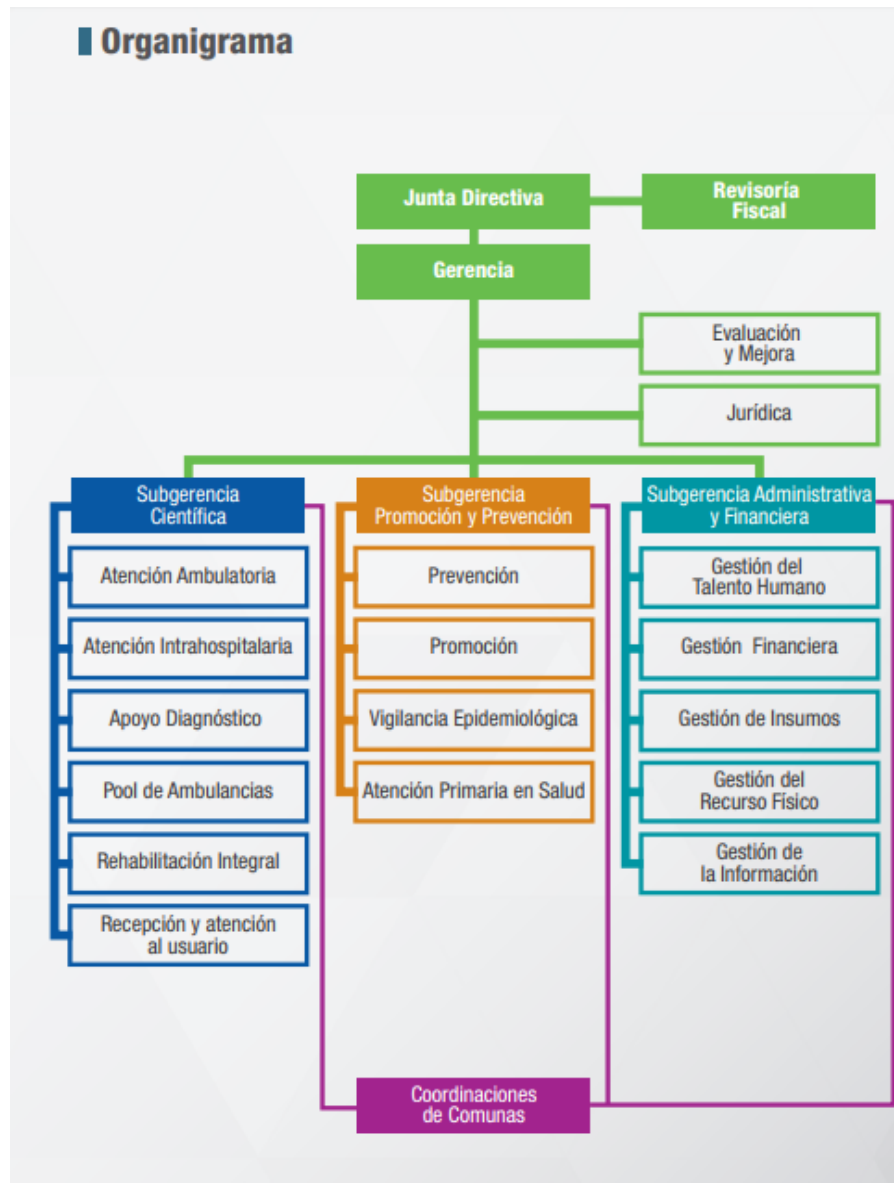 Organigrama
Junta Directiva
Revisoría
Fiscal
Gerencia
Evaluación
y Mejora
Jurídica
Subgerencia
Científica
Atención Ambulatoria
Atención Intrahospitalaria
Apoyo Diagnóstico
Pool de Ambulancias
Rehabilitación Integral
Recepción y atención
al usuario
Subgerencia
Promoción y Prevención
Prevención
Promoción
Vigilancia Epidemiológica
Atención Primaria en Salud
Subgerencia Administrativa
y Financiera
Gestión del
Talento Humano
Gestión Financiera
Gestión de Insumos
Gestión del
Recurso Físico
Gestión de
la Información
Coordinaciones
de Comunas